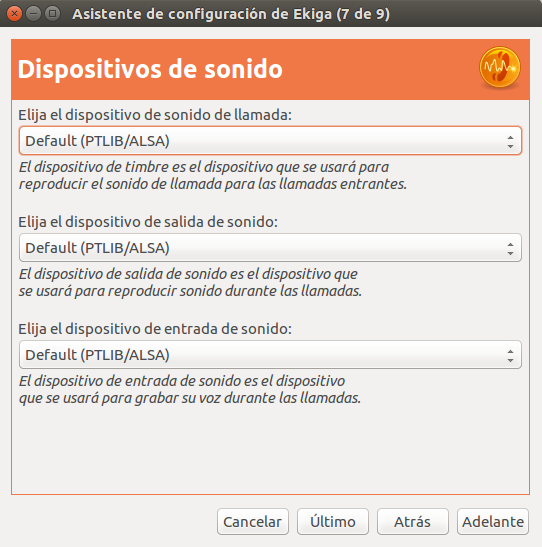 Asistente de configuración de Ekiga (7 de 9)
Dispositivos de sonido
Elija el dispositivo de sonido de llamada:
Default (PTLIB/ALSA)
El dispositivo de timbre es el dispositivo que se usará para
reproducir el sonido de llamada para las llamadas entrantes.
Elija el dispositivo de salida de sonido:
Default (PTLIB/ALSA)
El dispositivo de salida de sonido es el dispositivo que
se usará para reproducir sonido durante las llamadas.
Elija el dispositivo de entrada de sonido:
Default (PTLIB/ALSA)
El dispositivo de entrada de sonido es el dispositivo
que se usará para grabar su voz durante las llamadas.
Cancelar Último Atrás Adelante